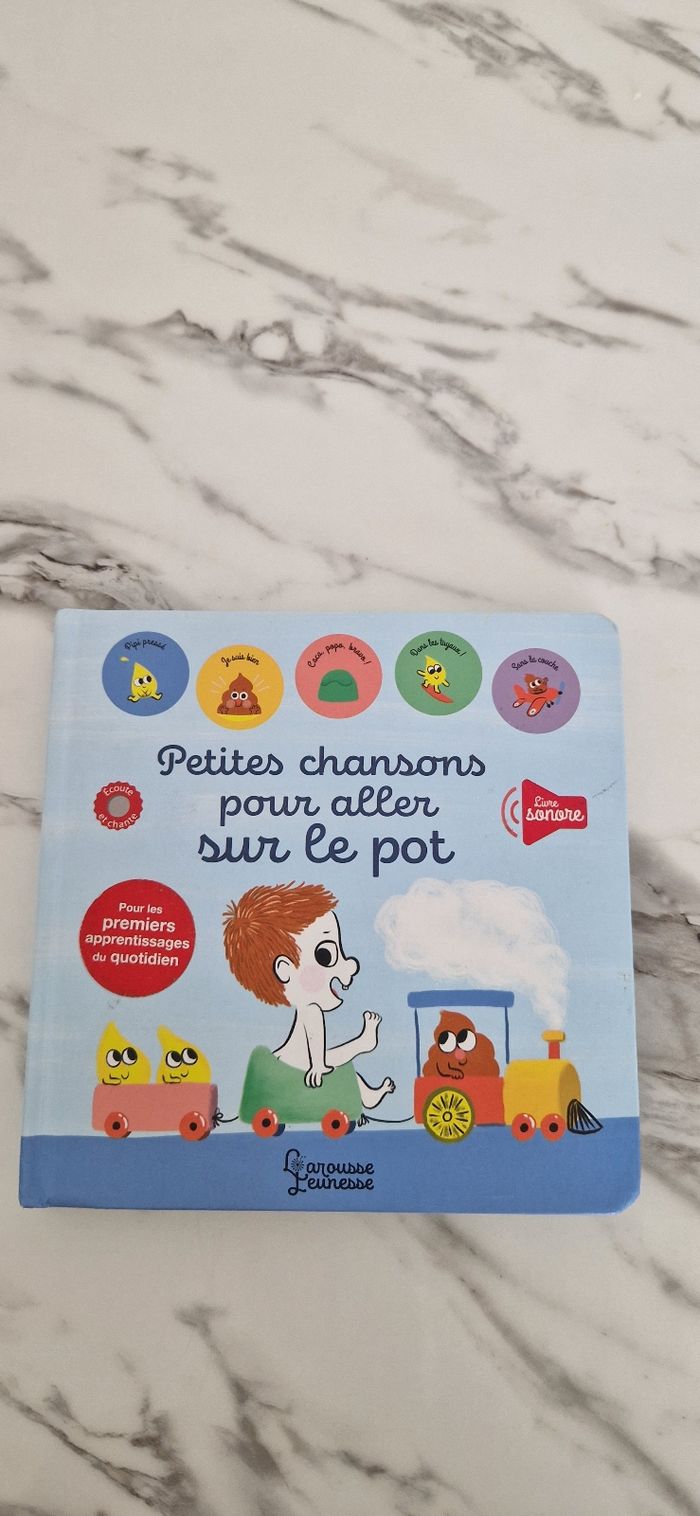 Pipi pressé
Je suis bien
Caca, popo, bravo !
Dans les tuyaux !
Sans la couche
Petites chansons
pour aller
sur le pot
Écoute
et chante
Livre
sonore
Pour les
premiers
apprentissages
du quotidien
Larousse
Jeunesse